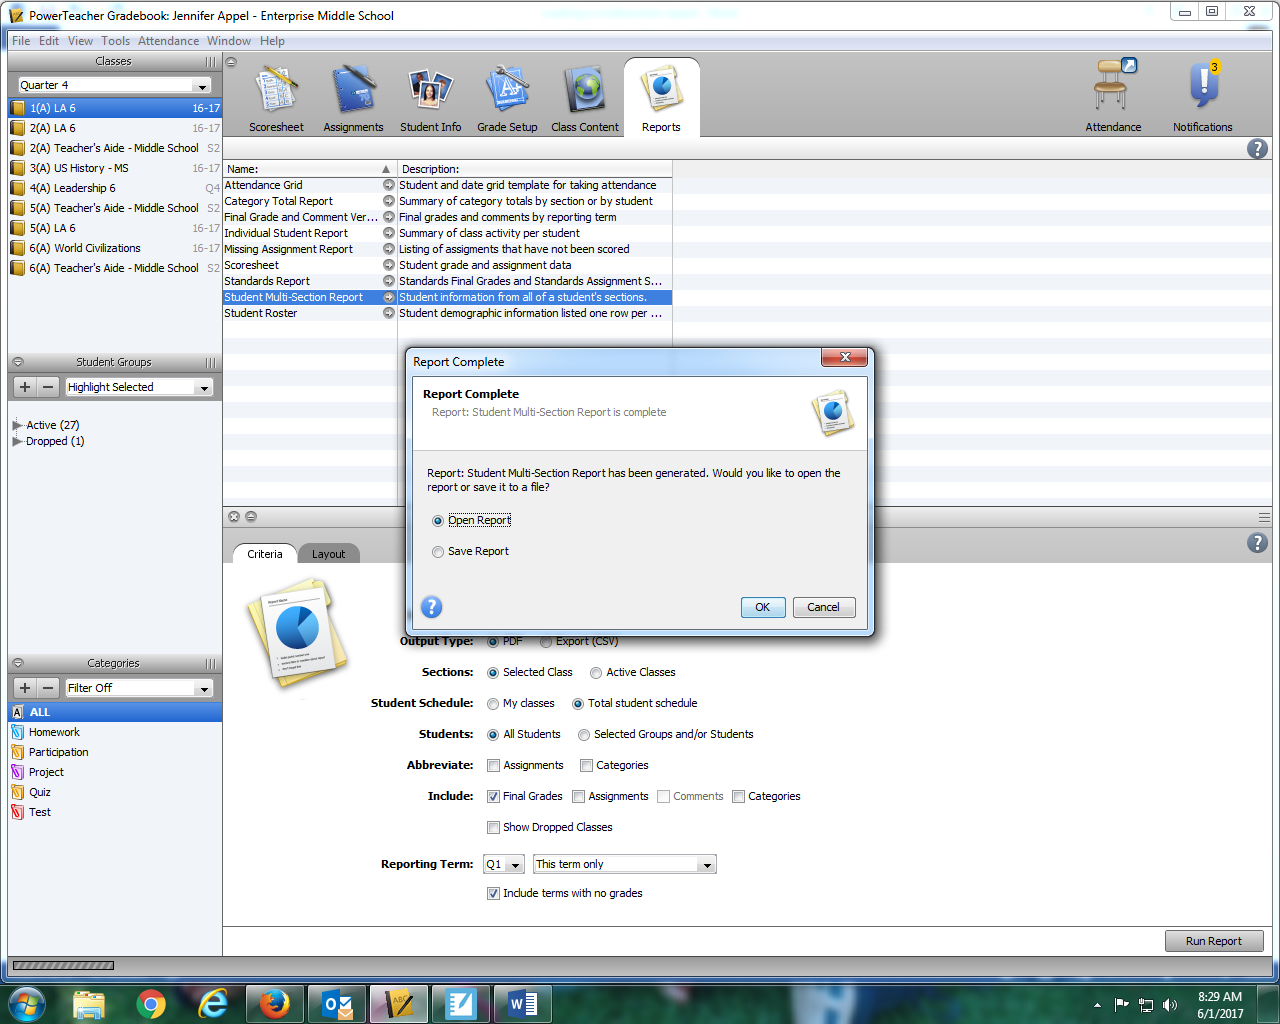 PowerTeacher Gradebook: Jennifer Appel - Enterprise Middle School
File Edit View Tools Attendance Window Help
Classes
Quarter 4
1(A) LA 6 16-17
2(A) LA 6 16-17
2(A) Teacher's Aide - Middle School S2
3(A) US History - MS 16-17
4(A) Leadership 6 Q4
5(A) Teacher's Aide - Middle School S2
5(A) LA 6 16-17
6(A) World Civilizations 16-17
6(A) Teacher's Aide - Middle School S2
Student Groups
Highlight Selected
Active (27)
Dropped (1)
Categories
Filter Off
ALL
Homework
Participation
Project
Quiz
Test
Scoresheet Assignments Student Info Grade Setup Class Content Reports Attendance Notifications
3
Name: Description:
Attendance Grid Student and date grid template for taking attendance
Category Total Report Summary of category totals by section or by student
Final Grade and Comment Ver... Final grades and comments by reporting term
Individual Student Report Summary of class activity per student
Missing Assignment Report Listing of assigments that have not been scored
Scoresheet Student grade and assignment data
Standards Report Standards Final Grades and Standards Assignment S...
Student Multi-Section Report Student information from all of a student's sections.
Student Roster Student demographic information listed one row per ...
Report Complete
Report Complete
Report: Student Multi-Section Report is complete
Report: Student Multi-Section Report has been generated. Would you like to open the
report or save it to a file?
Open Report
Save Report
OK Cancel
Criteria Layout
Output Type: PDF Export (CSV)
Sections: Selected Class Active Classes
Student Schedule: My classes Total student schedule
Students: All Students Selected Groups and/or Students
Abbreviate: Assignments Categories
Include: Final Grades Assignments Comments Categories
Show Dropped Classes
Reporting Term: Q1 This term only
Include terms with no grades
Run Report
8:29 AM
6/1/2017